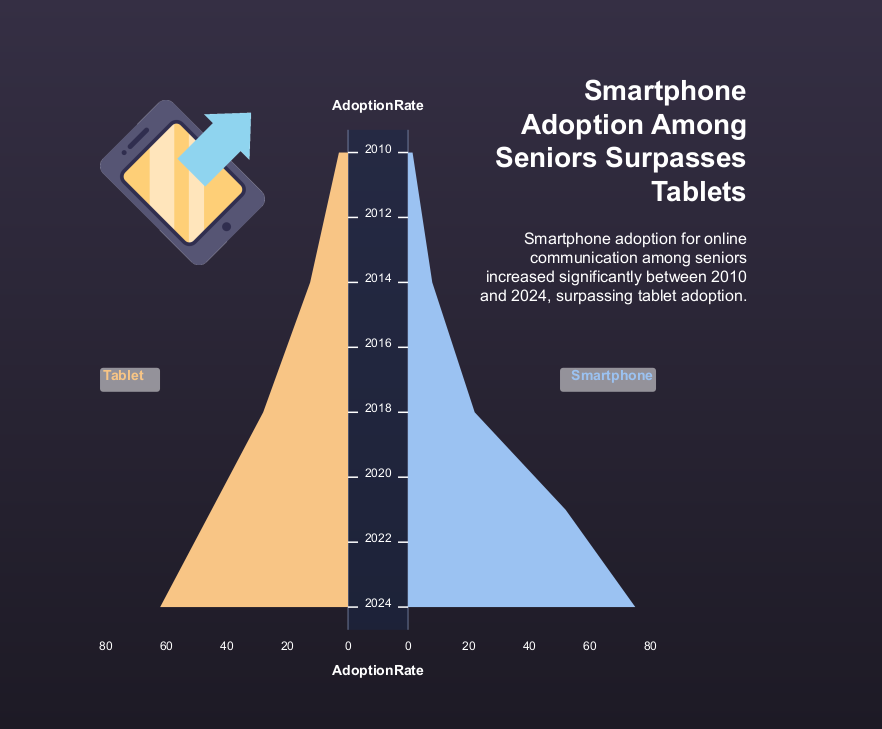 Smartphone
Adoption Among
Seniors Surpasses
Tablets
Smartphone adoption for online
communication among seniors
increased significantly between 2010
and 2024, surpassing tablet adoption.
AdoptionRate
2010
2012
2014
2016
2018
2020
2022
2024
Tablet
Smartphone
80 60 40 20 0 0 20 40 60 80
AdoptionRate